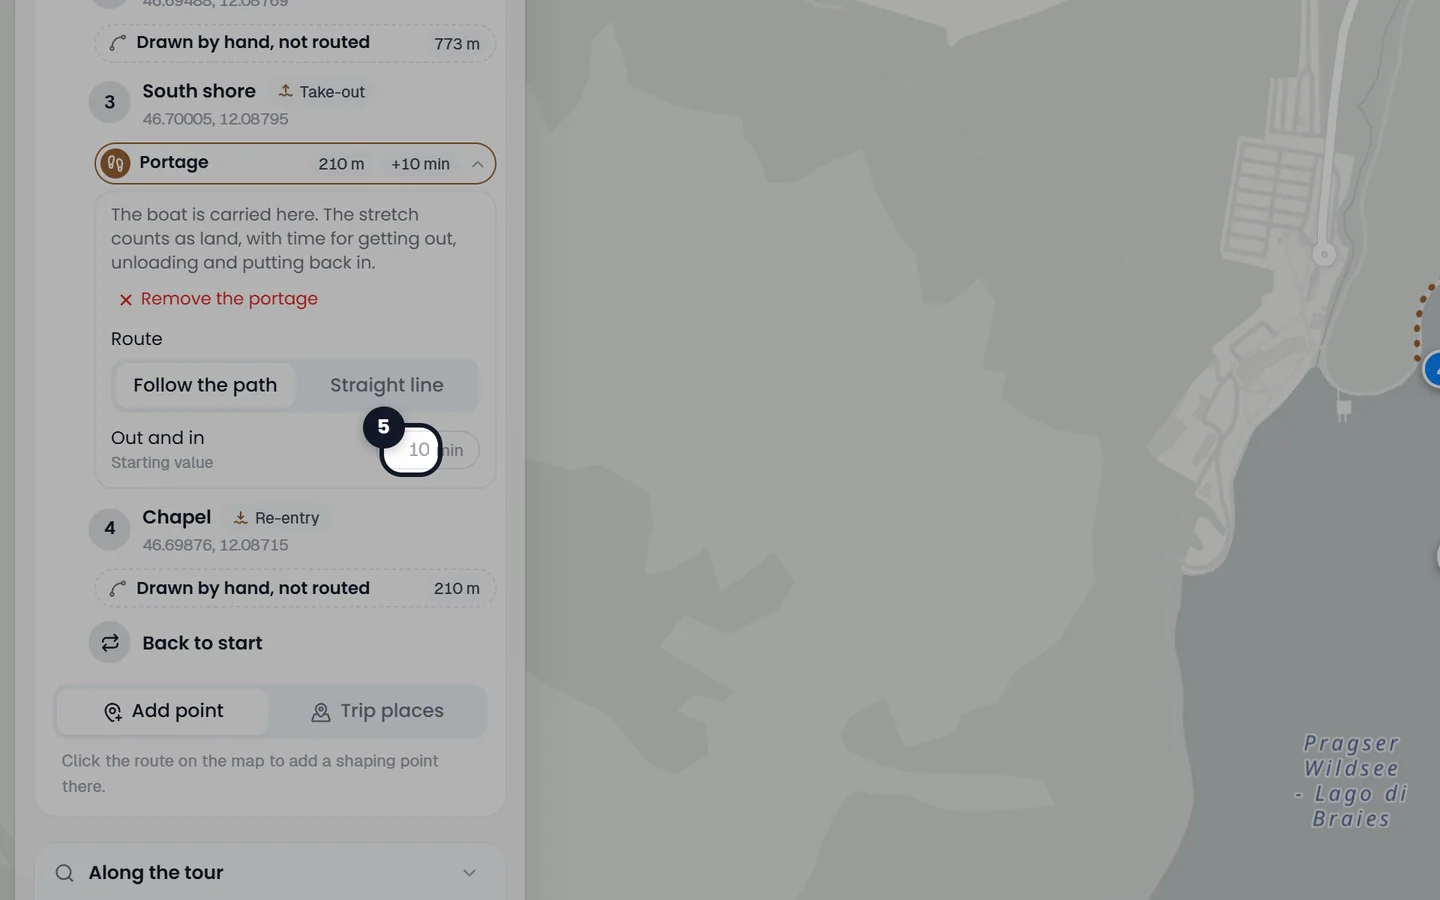 46.69488, 12.08769
Drawn by hand, not routed
773 m
3
South shore
Take-out
46.70005, 12.08795
Portage
210 m
+10 min
The boat is carried here. The stretch
counts as land, with time for getting out,
unloading and putting back in.
Remove the portage
Route
Follow the path
Straight line
5
Out and in
10 min
Starting value
4
Chapel
Re-entry
46.69876, 12.08715
Drawn by hand, not routed
210 m
Back to start
Add point
Trip places
Click the route on the map to add a shaping point
there.
Along the tour
Pragser
Wildsee
- Lago di
Braies